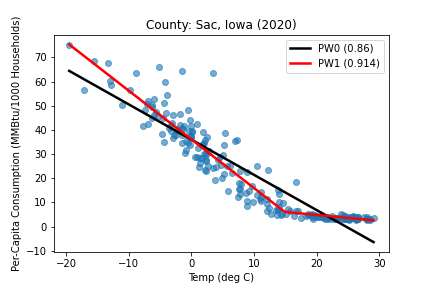 County: Sac, Iowa (2020)
PW0 (0.86)
PW1 (0.914)
Per-Capita Consumption (MMBtu/1000 Households)
70
60
50
40
30
20
10
0
−10
−20 −10 0 10 20 30
Temp (deg C)